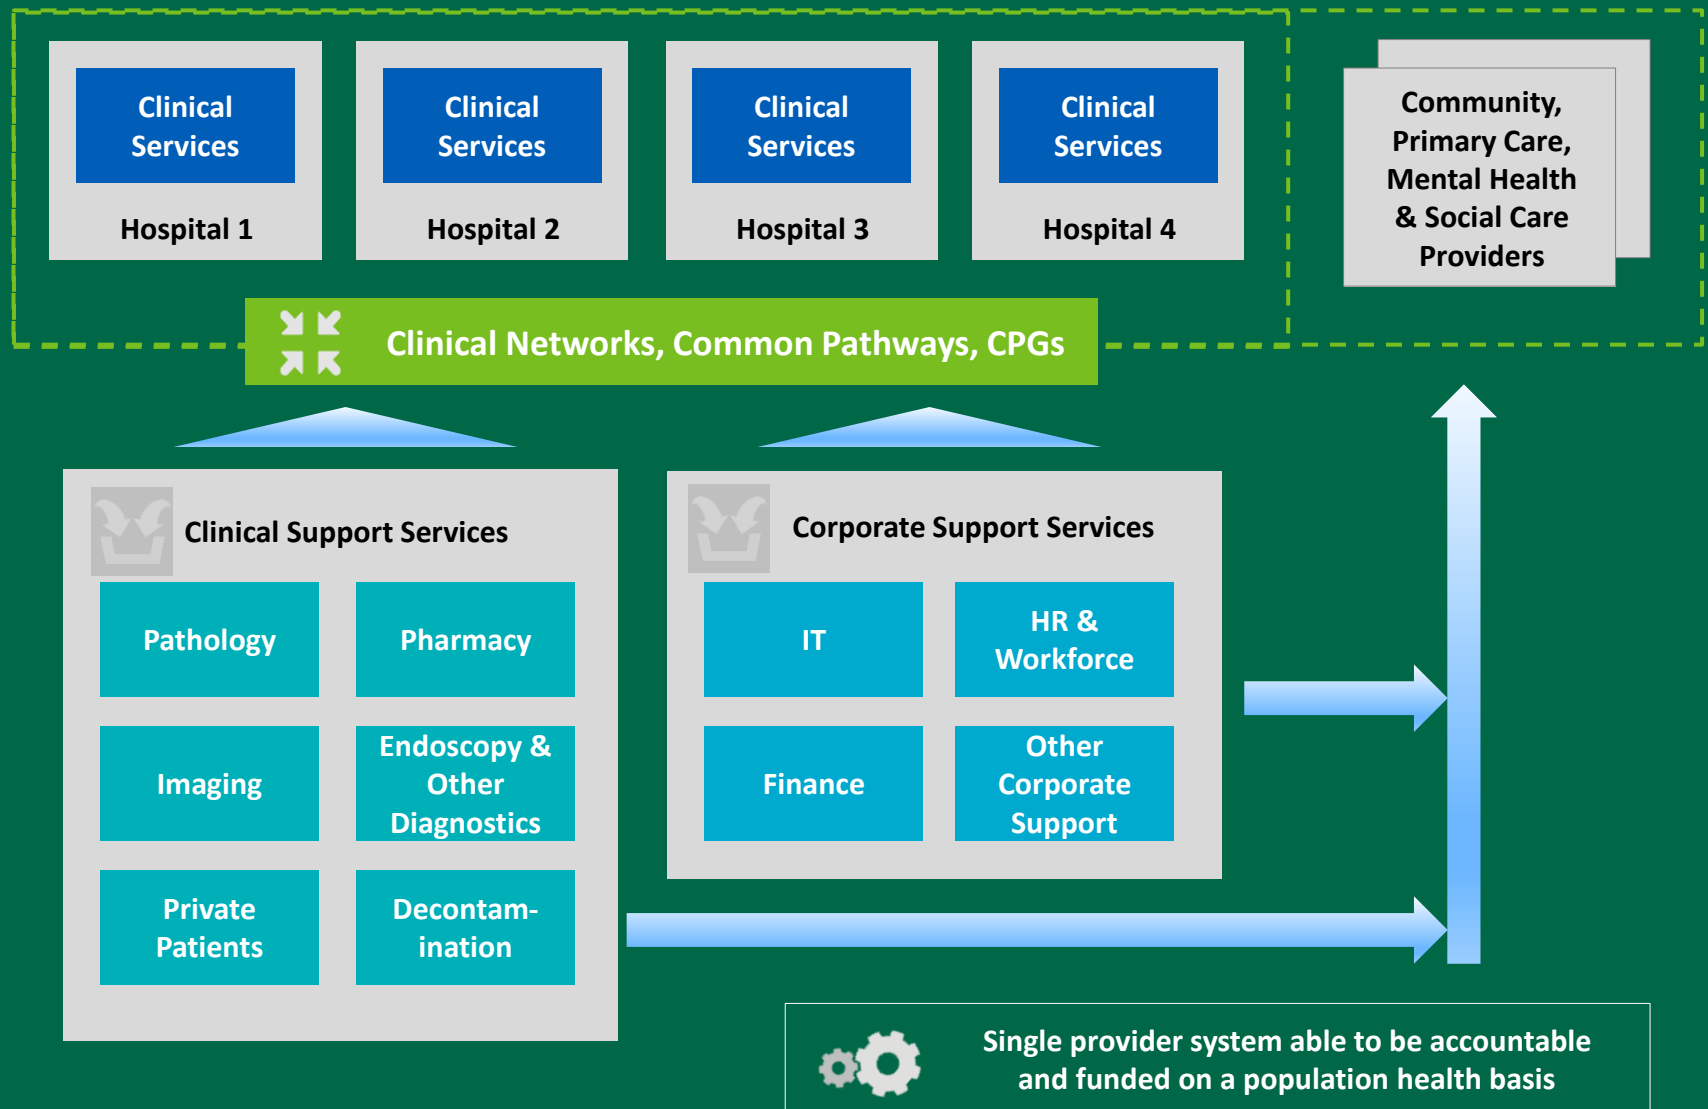 Clinical
Services
Hospital 1
Clinical
Services
Hospital 2
Clinical
Services
Hospital 3
Clinical
Services
Hospital 4
Community,
Primary Care,
Mental Health
& Social Care
Providers
Clinical Networks, Common Pathways, CPGs
Clinical Support Services
Pathology
Pharmacy
Imaging
Endoscopy &
Other
Diagnostics
Private
Patients
Decontam-
ination
Corporate Support Services
IT
HR &
Workforce
Finance
Other
Corporate
Support
Single provider system able to be accountable
and funded on a population health basis